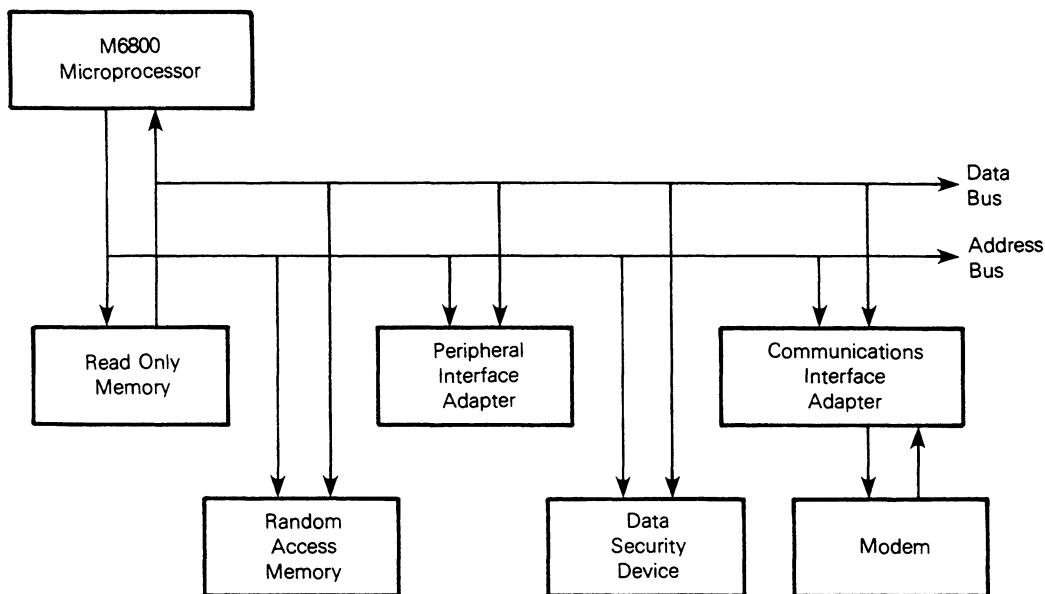 M6800
Microprocessor
Data
Bus
Address
Bus
Read Only
Memory
Peripheral
Interface
Adapter
Communications
Interface
Adapter
Random
Access
Memory
Data
Security
Device
Modem